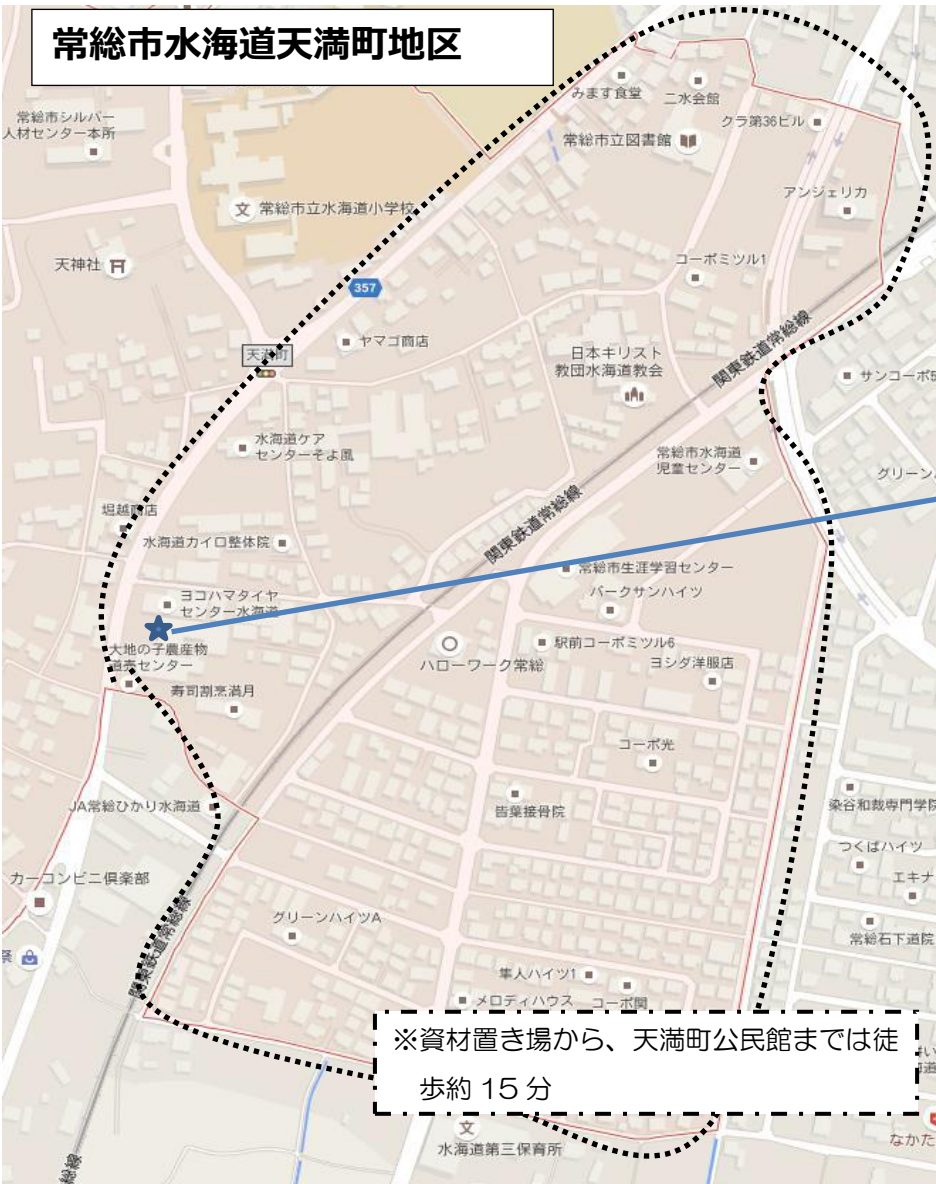 常総市水海道天満町地区
みます食堂
二水会館
クラ第36ビル
常総市シルバー
人材センター本所
常総市立図書館
アンジェリカ
文 常総市立水海道小学校
天神社
コーポミツル1
357
ヤマゴ商店
天満町
日本キリスト
教団水海道教会
関東鉄道常総線
サンコーポ
水海道ケア
センターそよ風
常総市水海道
児童センター
グリーン
堀越商店
関東鉄道常総線
水海道カイロ整体院
常総市生涯学習センター
パークサンハイツ
ヨコハマタイヤ
センター水海道
大地の子農産物
直売センター
駅前コーポミツル6
ハローワーク常総
ヨシダ洋服店
寿司割烹満月
コーポ光
JA常総ひかり水海道
皆葉接骨院
染谷和裁専門学院
つくばハイツ
カーコンビニ倶楽部
エキナ
グリーンハイツA
常総石下道院
祭
関東鉄道常総線
隼人ハイツ1
メロディハウス
コーポ関
※資材置き場から、天満町公民館までは徒
歩約 15 分
文
水海道第三保育所
なかた
総線